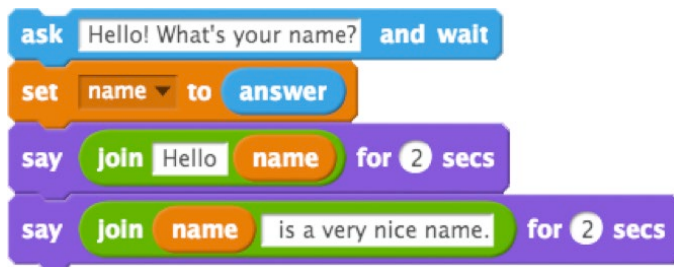 ask Hello! What's your name? and wait
set name to answer
say join Hello name for 2 secs
say join name is a very nice name. for 2 secs